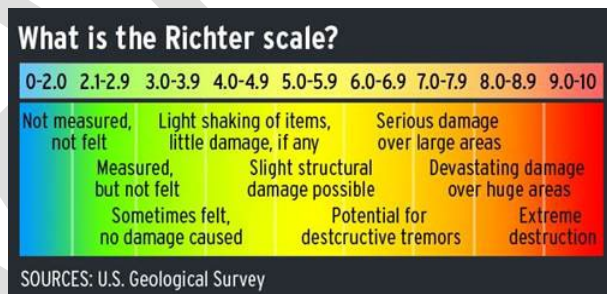 What is the Richter scale?
0-2.0 2.1-2.9 3.0-3.9 4.0-4.9 5.0-5.9 6.0-6.9 7.0-7.9 8.0-8.9 9.0-10
Not measured,
not felt
Measured,
but not felt
Sometimes felt,
no damage caused
Light shaking of items,
little damage, if any
Slight structural
damage possible
Potential for
destcructive tremors
Serious damage
over large areas
Devastating damage
over huge areas
Extreme
destruction
SOURCES: U.S. Geological Survey